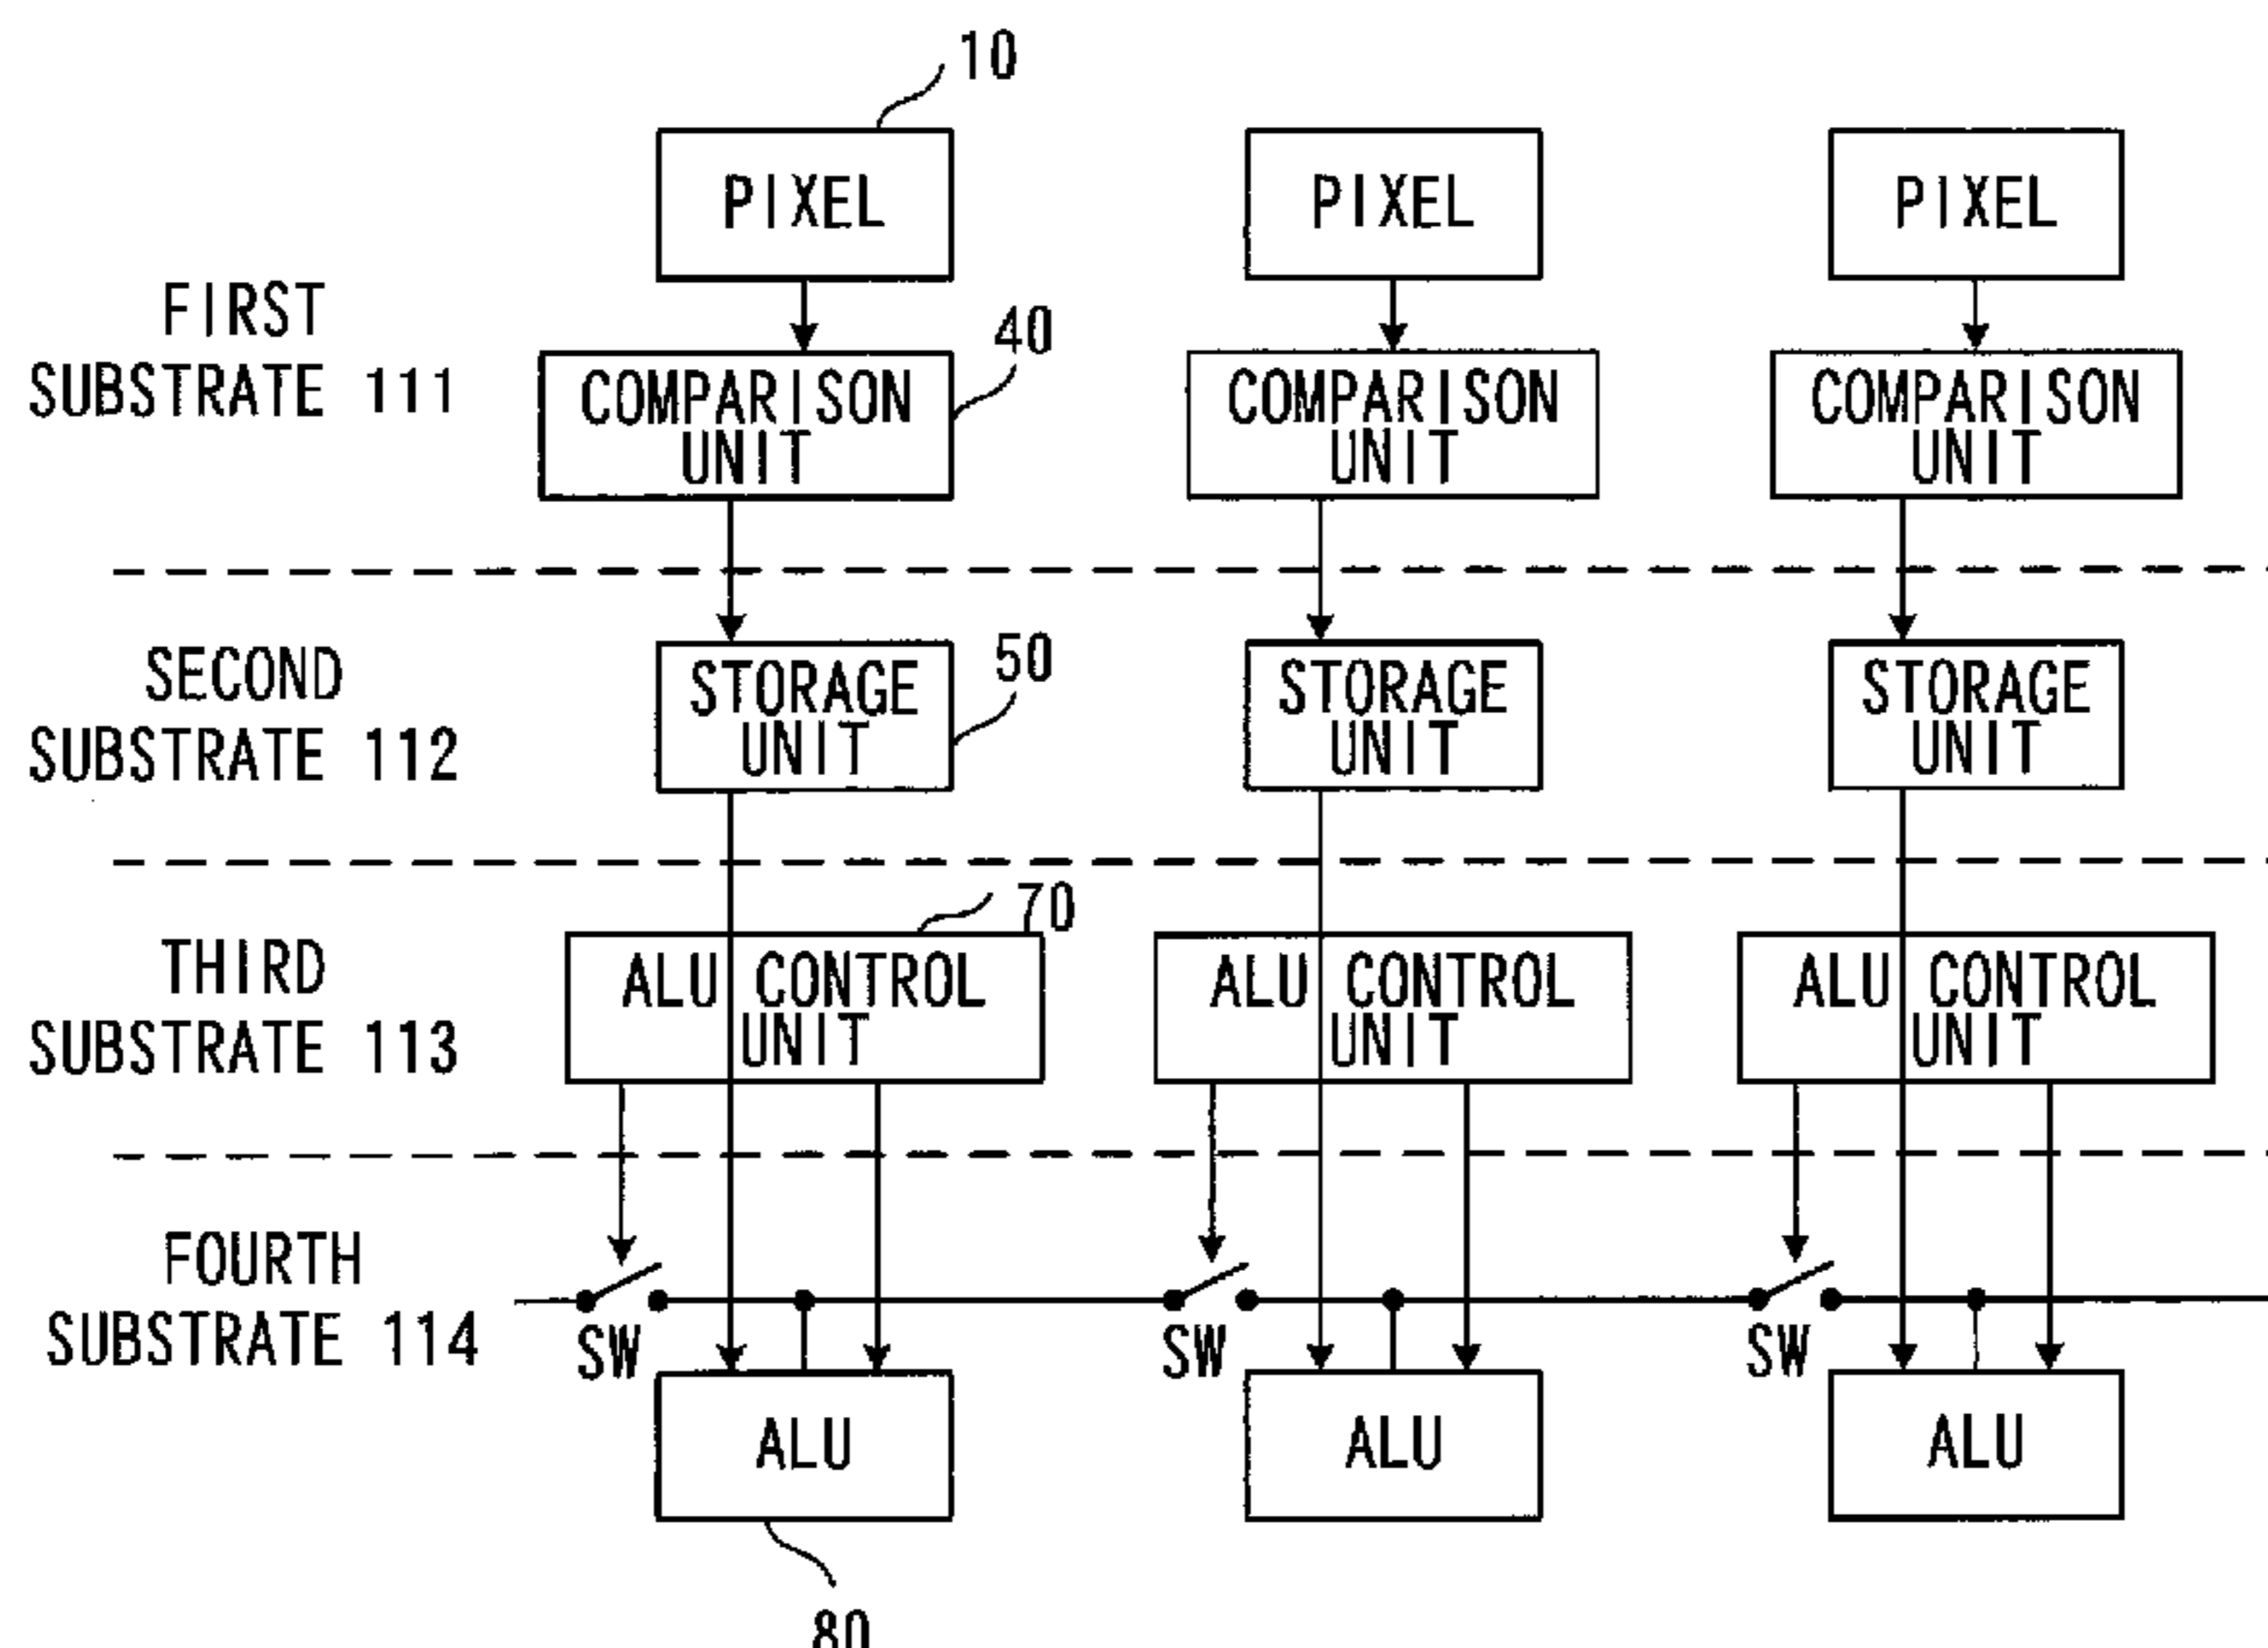 10
PIXEL
PIXEL
PIXEL
FIRST
SUBSTRATE 111
40
COMPARISON
UNIT
COMPARISON
UNIT
COMPARISON
UNIT
SECOND
SUBSTRATE 112
50
STORAGE
UNIT
STORAGE
UNIT
STORAGE
UNIT
THIRD
SUBSTRATE 113
70
ALU CONTROL
UNIT
ALU CONTROL
UNIT
ALU CONTROL
UNIT
FOURTH
SUBSTRATE 114
SW
SW
SW
ALU
ALU
ALU
80